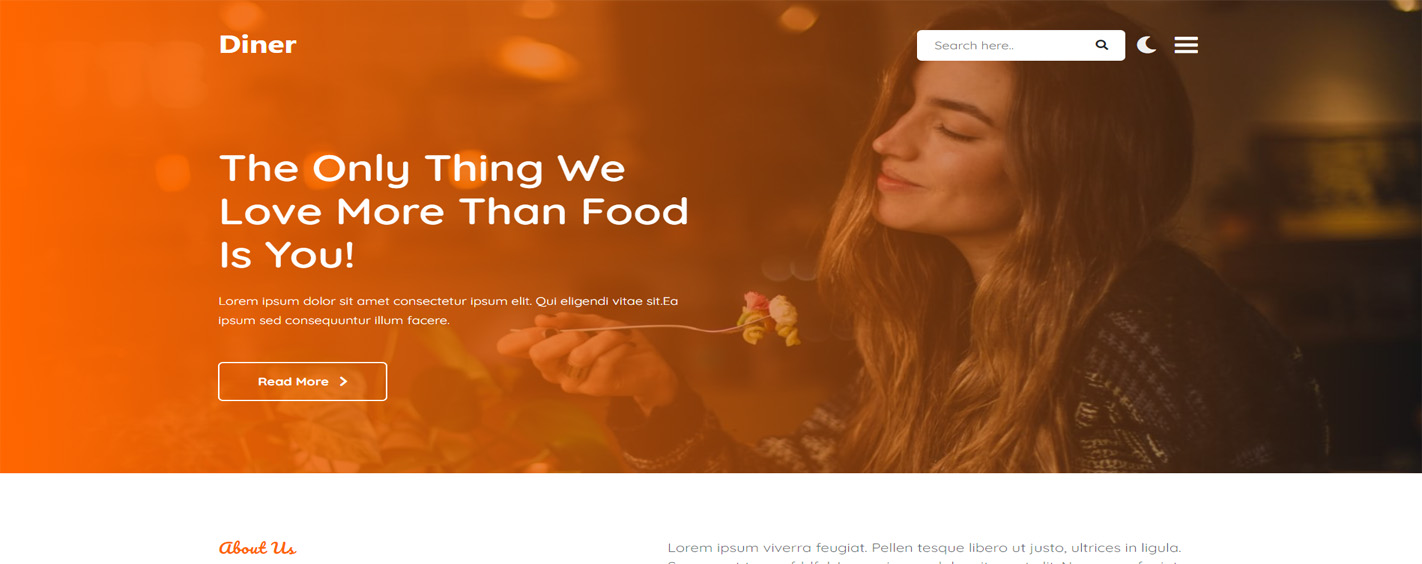 Diner
Search here..
The Only Thing We
Love More Than Food
Is You!
Lorem ipsum dolor sit amet consectetur ipsum elit. Qui eligendi vitae sit.Ea
ipsum sed consequuntur illum facere.
Read More
About Us
Lorem ipsum viverra feugiat. Pellen tesque libero ut justo, ultrices in ligula.